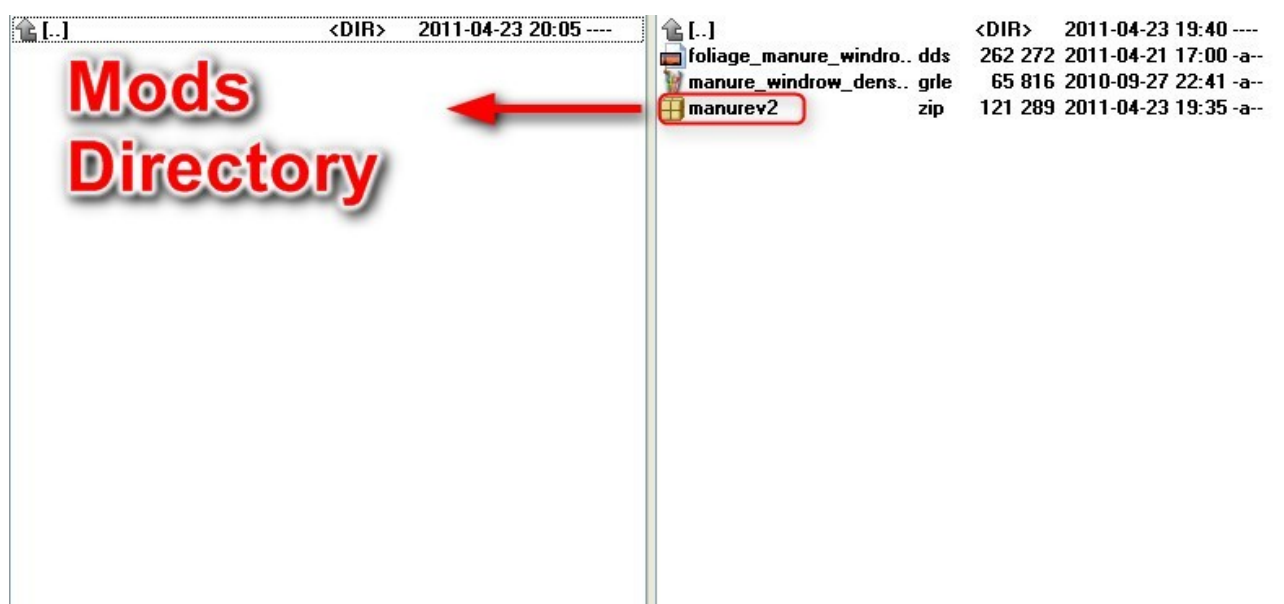 [..] <DIR> 2011-04-23 20:05 ----
Mods
Directory
[..] <DIR> 2011-04-23 19:40 ----
foliage_manure_windro.. dds 262 272 2011-04-21 17:00 -a--
manure_windrow_dens.. grle 65 816 2010-09-27 22:41 -a--
manurev2 zip 121 289 2011-04-23 19:35 -a--